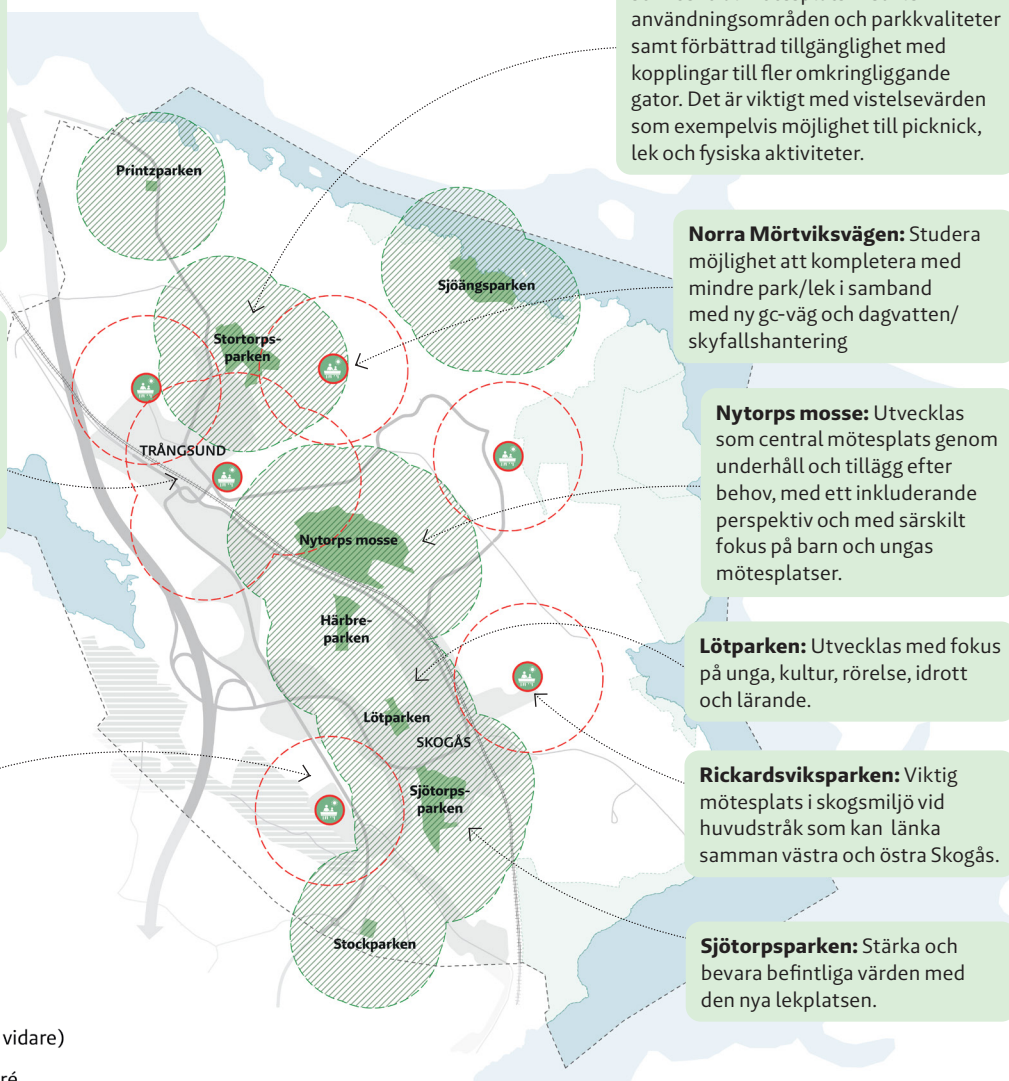 användningsområden och parkkvaliteter
samt förbättrad tillgänglighet med
kopplingar till fler omkringliggande
gator. Det är viktigt med vistelsevärden
som exempelvis möjlighet till picknick,
lek och fysiska aktiviteter.
Norra Mörtviksvägen: Studera
möjlighet att kompletera med
mindre park/lek i samband
med ny gc-väg och dagvatten/
skyfallshantering
Nytorps mosse: Utvecklas
som central mötesplats genom
underhåll och tillägg efter
behov, med ett inkluderande
perspektiv och med särskilt
fokus på barn och ungas
mötesplatser.
Lötparken: Utvecklas med fokus
på unga, kultur, rörelse, idrott
och lärande.
Rickardsviksparken: Viktig
mötesplats i skogsmiljö vid
huvudstråk som kan länka
samman västra och östra Skogås.
Sjötorpsparken: Stärka och
bevara befintliga värden med
den nya lekplatsen.
Printzparken
Sjöängsparken
Stortorps-
parken
TRÅNGSUND
Nytorps mosse
Härbre-
parken
Lötparken
SKOGÅS
Sjötorps-
parken
Stockparken
vidare)
ré